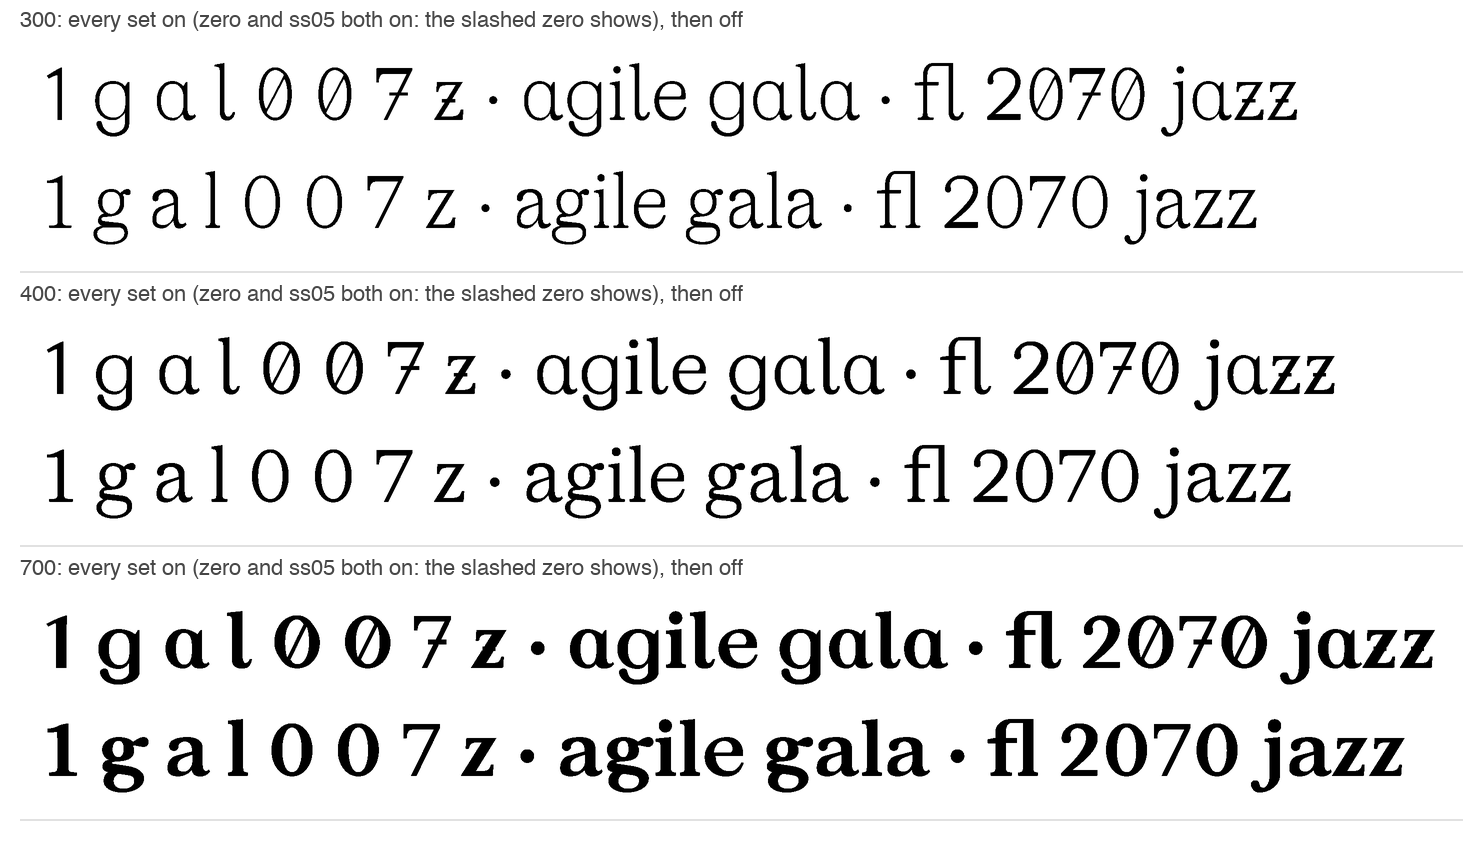 300: every set on (zero and ss05 both on: the slashed zero shows), then off
1 g a l 0 0 7 z · agile gala · fl 2070 jazz
1 g a l 0 0 7 z · agile gala · fl 2070 jazz
400: every set on (zero and ss05 both on: the slashed zero shows), then off
1 g a l 0 0 7 z · agile gala · fl 2070 jazz
1 g a l 0 0 7 z · agile gala · fl 2070 jazz
700: every set on (zero and ss05 both on: the slashed zero shows), then off
1 g a l 0 0 7 z · agile gala · fl 2070 jazz
1 g a l 0 0 7 z · agile gala · fl 2070 jazz